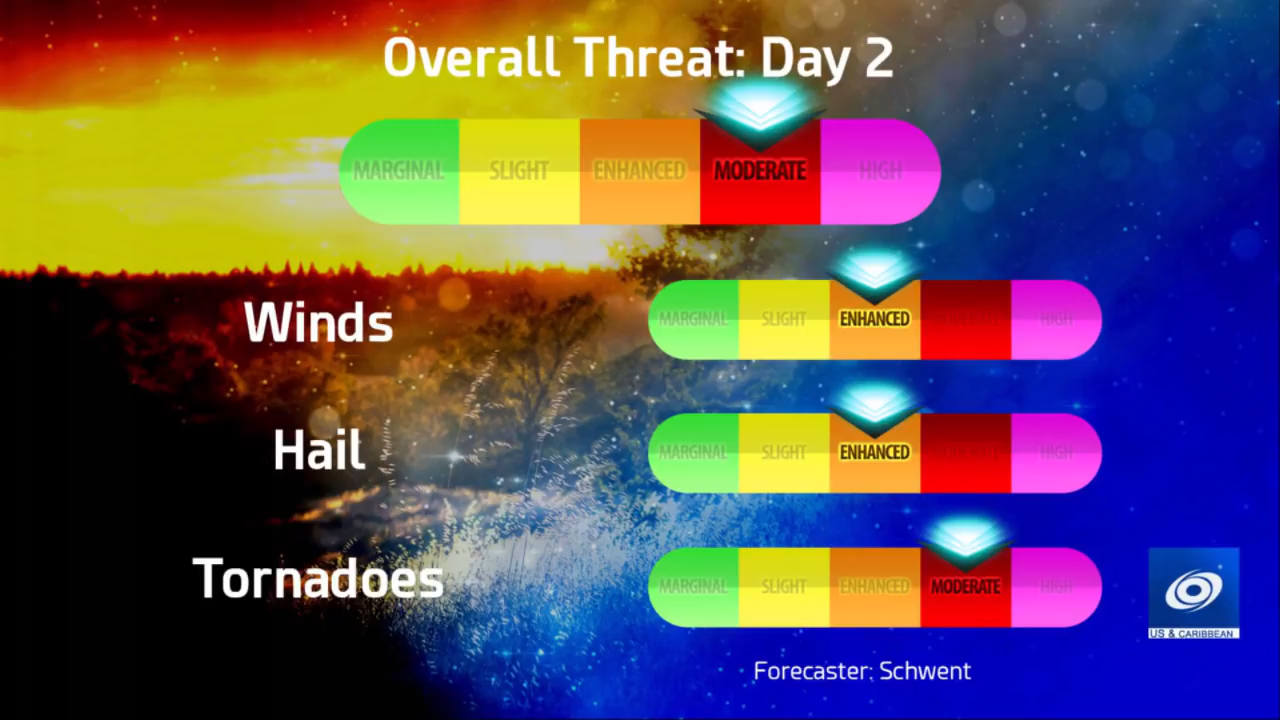 Overall Threat: Day 2
MARGINAL SLIGHT ENHANCED MODERATE HIGH
Winds
MARGINAL SLIGHT ENHANCED HIGH
Hail
MARGINAL SLIGHT ENHANCED HIGH
Tornadoes
MARGINAL SLIGHT ENHANCED MODERATE HIGH
US & CARIBBEAN
Forecaster: Schwent